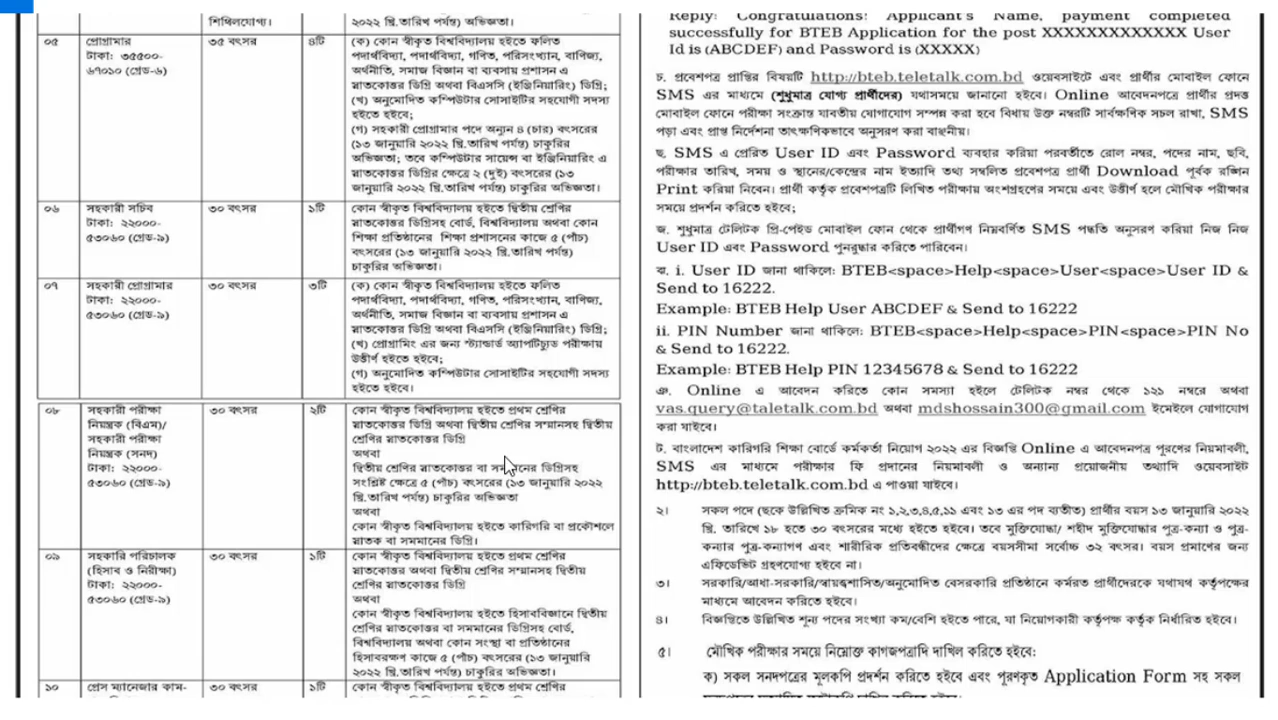 শিথিলযোগ্য।
২০২২ খ্রি.তারিখ পর্যন্ত) অভিজ্ঞতা।
০৫
প্রোগ্রামার
টাকা: ৩৫৫০০-
৬৭০১০ (গ্রেড-৬)
৩৫ বৎসর
৪টি
(ক) কোন স্বীকৃত বিশ্ববিদ্যালয় হইতে ফলিত
পদার্থবিদ্যা, পদার্থবিদ্যা, গণিত, পরিসংখ্যান, বাণিজ্য,
অর্থনীতি, সমাজ বিজ্ঞান বা ব্যবসায় প্রশাসন এ
স্নাতকোত্তর ডিগ্রি অথবা বিএসসি (ইঞ্জিনিয়ারিং) ডিগ্রি;
(খ) অনুমোদিত কম্পিউটার সোসাইটির সহযোগী সদস্য
হইতে হইবে;
(গ) সহকারী প্রোগ্রামার পদে অন্যূন ৪ (চার) বৎসরের
(১৩ জানুয়ারি ২০২২ খ্রি.তারিখ পর্যন্ত) চাকুরির
অভিজ্ঞতা; তবে কম্পিউটার সায়েন্স বা ইঞ্জিনিয়ারিং এ
স্নাতকোত্তর ডিগ্রির ক্ষেত্রে ২ (দুই) বৎসরের (১৩
জানুয়ারি ২০২২ খ্রি.তারিখ পর্যন্ত) চাকুরির অভিজ্ঞতা।
০৬
সহকারী সচিব
টাকা: ২২০০০-
৫৩০৬০ (গ্রেড-৯)
৩০ বৎসর
১টি
কোন স্বীকৃত বিশ্ববিদ্যালয় হইতে দ্বিতীয় শ্রেণির
স্নাতকোত্তর ডিগ্রিসহ বোর্ড, বিশ্ববিদ্যালয় অথবা কোন
শিক্ষা প্রতিষ্ঠানের শিক্ষা প্রশাসনের কাজে ৫ (পাঁচ)
বৎসরের (১৩ জানুয়ারি ২০২২ খ্রি.তারিখ পর্যন্ত)
চাকুরির অভিজ্ঞতা।
০৭
সহকারী প্রোগ্রামার
টাকা: ২২০০০-
৫৩০৬০ (গ্রেড-৯)
৩০ বৎসর
৩টি
(ক) কোন স্বীকৃত বিশ্ববিদ্যালয় হইতে ফলিত
পদার্থবিদ্যা, পদার্থবিদ্যা, গণিত, পরিসংখ্যান, বাণিজ্য,
অর্থনীতি, সমাজ বিজ্ঞান বা ব্যবসায় প্রশাসন এ
স্নাতকোত্তর ডিগ্রি অথবা বিএসসি (ইঞ্জিনিয়ারিং) ডিগ্রি;
(খ) প্রোগ্রামিং এর জন্য স্ট্যান্ডার্ড অ্যাপটিচ্যুড পরীক্ষায়
উত্তীর্ণ হইতে হইবে;
(গ) অনুমোদিত কম্পিউটার সোসাইটির সহযোগী সদস্য
হইতে হইবে।
০৮
সহকারী পরীক্ষা
নিয়ন্ত্রক (বিএম)/
সহকারী পরীক্ষা
নিয়ন্ত্রক (সনদ)
টাকা: ২২০০০-
৫৩০৬০ (গ্রেড-৯)
৩০ বৎসর
২টি
কোন স্বীকৃত বিশ্ববিদ্যালয় হইতে প্রথম শ্রেণির
স্নাতকোত্তর ডিগ্রি অথবা দ্বিতীয় শ্রেণির সম্মানসহ দ্বিতীয়
শ্রেণির স্নাতকোত্তর ডিগ্রি
অথবা
দ্বিতীয় শ্রেণির স্নাতকোত্তর বা সমমানের ডিগ্রিসহ
সংশ্লিষ্ট ক্ষেত্রে ৫ (পাঁচ) বৎসরের (১৩ জানুয়ারি ২০২২
খ্রি.তারিখ পর্যন্ত) চাকুরির অভিজ্ঞতা
অথবা
কোন স্বীকৃত বিশ্ববিদ্যালয় হইতে কারিগরি বা প্রকৌশলে
স্নাতক বা সমমানের ডিগ্রি।
০৯
সহকারি পরিচালক
(হিসাব ও নিরীক্ষা)
টাকা: ২২০০০-
৫৩০৬০ (গ্রেড-৯)
৩০ বৎসর
১টি
কোন স্বীকৃত বিশ্ববিদ্যালয় হইতে প্রথম শ্রেণির
স্নাতকোত্তর অথবা দ্বিতীয় শ্রেণির সম্মানসহ দ্বিতীয়
শ্রেণির স্নাতকোত্তর ডিগ্রি
অথবা
কোন স্বীকৃত বিশ্ববিদ্যালয় হইতে হিসাববিজ্ঞানে দ্বিতীয়
শ্রেণির স্নাতকোত্তর বা সমমানের ডিগ্রিসহ বোর্ড,
বিশ্ববিদ্যালয় অথবা কোন সংস্থা বা প্রতিষ্ঠানের
হিসাবরক্ষণ কাজে ৫ (পাঁচ) বৎসরের (১৩ জানুয়ারি
২০২২ খ্রি.তারিখ পর্যন্ত) চাকুরির অভিজ্ঞতা।
১০
প্রেস ম্যানেজার কাম-
৩০ বৎসর
১টি
কোন স্বীকৃত বিশ্ববিদ্যালয় হইতে প্রথম শ্রেণির
Reply: Congratulations! Applicant's Name, payment completed
successfully for BTEB Application for the post XXXXXXXXXXXXX User
Id is (ABCDEF) and Password is (XXXXX)
চ. প্রবেশপত্র প্রাপ্তির বিষয়টি http://bteb.teletalk.com.bd ওয়েবসাইটে এবং প্রার্থীর মোবাইল ফোনে
SMS এর মাধ্যমে (শুধুমাত্র যোগ্য প্রার্থীদের) যথাসময়ে জানানো হইবে। Online আবেদনপত্রে প্রার্থীর প্রদত্ত
মোবাইল ফোনে পরীক্ষা সংক্রান্ত যাবতীয় যোগাযোগ সম্পন্ন করা হবে বিধায় উক্ত নম্বরটি সার্বক্ষণিক সচল রাখা, SMS
পড়া এবং প্রাপ্ত নির্দেশনা তাৎক্ষণিকভাবে অনুসরণ করা বাঞ্চনীয়।
ছ. SMS এ প্রেরিত User ID এবং Password ব্যবহার করিয়া পরবর্তীতে রোল নম্বর, পদের নাম, ছবি,
পরীক্ষার তারিখ, সময় ও স্থানের/কেন্দ্রের নাম ইত্যাদি তথ্য সম্বলিত প্রবেশপত্র প্রার্থী Download পূর্বক রঙ্গিন
Print করিয়া নিবেন। প্রার্থী কর্তৃক প্রবেশপত্রটি লিখিত পরীক্ষায় অংশগ্রহণের সময়ে এবং উত্তীর্ণ হলে মৌখিক পরীক্ষার
সময়ে প্রদর্শন করিতে হইবে;
জ. শুধুমাত্র টেলিটক প্রি-পেইড মোবাইল ফোন থেকে প্রার্থীগণ নিম্নবর্ণিত SMS পদ্ধতি অনুসরণ করিয়া নিজ নিজ
User ID এবং Password পুনরুদ্ধার করিতে পারিবেন।
ঝ. i. User ID জানা থাকিলে: BTEB<space>Help<space>User<space>User ID &
Send to 16222.
Example: BTEB Help User ABCDEF & Send to 16222
ii. PIN Number জানা থাকিলে: BTEB<space>Help<space>PIN<space>PIN No
& Send to 16222.
Example: BTEB Help PIN 12345678 & Send to 16222
ঞ. Online এ আবেদন করিতে কোন সমস্যা হইলে টেলিটক নম্বর থেকে ১২১ নম্বরে অথবা
vas.query@taletalk.com.bd অথবা mdshossain300@gmail.com ইমেইলে যোগাযোগ
করা যাইবে।
ট. বাংলাদেশ কারিগরি শিক্ষা বোর্ডে কর্মকর্তা নিয়োগ ২০২২ এর বিজ্ঞপ্তি Online এ আবেদনপত্র পূরণের নিয়মাবলী,
SMS এর মাধ্যমে পরীক্ষার ফি প্রদানের নিয়মাবলী ও অন্যান্য প্রয়োজনীয় তথ্যাদি ওয়েবসাইট
http://bteb.teletalk.com.bd এ পাওয়া যাইবে।
২। সকল পদে (ছকে উল্লিখিত ক্রমিক নং ১,২,৩,৪,৫,১১ এবং ১৩ এর পদ ব্যতীত) প্রার্থীর বয়স ১৩ জানুয়ারি ২০২২
খ্রি. তারিখে ১৮ হতে ৩০ বৎসরের মধ্যে হইতে হইবে। তবে মুক্তিযোদ্ধা/ শহীদ মুক্তিযোদ্ধার পুত্র-কন্যা ও পুত্র-
কন্যার পুত্র-কন্যাগণ এবং শারীরিক প্রতিবন্ধীদের ক্ষেত্রে বয়সসীমা সর্বোচ্চ ৩২ বৎসর। বয়স প্রমাণের জন্য
এফিডেভিট গ্রহণযোগ্য হইবে না।
৩। সরকারি/আধা-সরকারি/স্বায়ত্তশাসিত/অনুমোদিত বেসরকারি প্রতিষ্ঠানে কর্মরত প্রার্থীদেরকে যথাযথ কর্তৃপক্ষের
মাধ্যমে আবেদন করিতে হইবে।
৪। বিজ্ঞপ্তিতে উল্লিখিত শূন্য পদের সংখ্যা কম/বেশি হইতে পারে, যা নিয়োগকারী কর্তৃপক্ষ কর্তৃক নির্ধারিত হইবে।
৫। মৌখিক পরীক্ষার সময়ে নিম্নোক্ত কাগজপত্রাদি দাখিল করিতে হইবে:
ক) সকল সনদপত্রের মূলকপি প্রদর্শন করিতে হইবে এবং পূরণকৃত Application Form সহ সকল